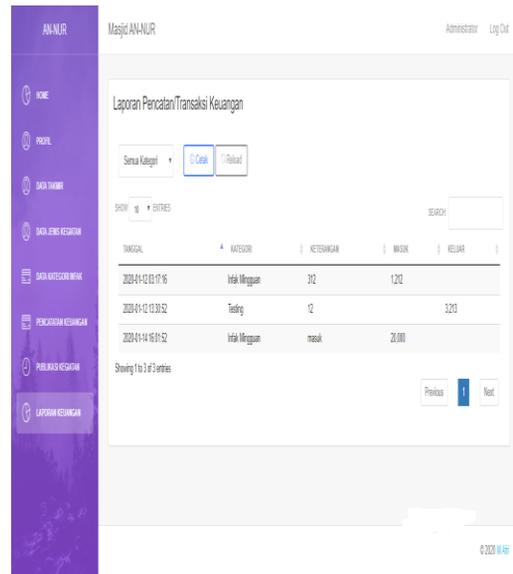 AN-NUR
Masjid AN-NUR
Administrator Log Out
HOME
PROFIL
DATA TAKMIR
DATA JENIS KEGIATAN
DATA KATEGORI INFAK
PENCATATAN KEUANGAN
PUBLIKASI KEGIATAN
LAPORAN KEUANGAN
Laporan Pencatan/Transaksi Keuangan
Semua Kategori Cetak Reload
SHOW 10 ENTRIES
SEARCH:
TANGGAL KATEGORI KETERANGAN MASUK KELUAR
2020-01-12 03:17:16 Infak Mingguan 312 1,212
2020-01-12 13:30:52 Testing 12 3,213
2020-01-14 16:01:52 Infak Mingguan masuk 20,000
Showing 1 to 3 of 3 entries
Previous 1 Next
© 2020 M.Abi